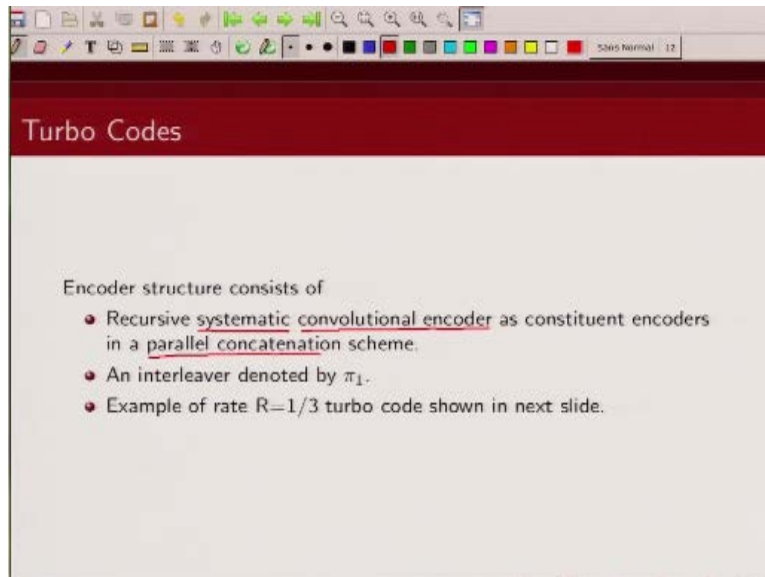 T
Sans Normal 12
Turbo Codes
Encoder structure consists of
Recursive systematic convolutional encoder as constituent encoders
in a parallel concatenation scheme.
An interleaver denoted by π₁.
Example of rate R=1/3 turbo code shown in next slide.